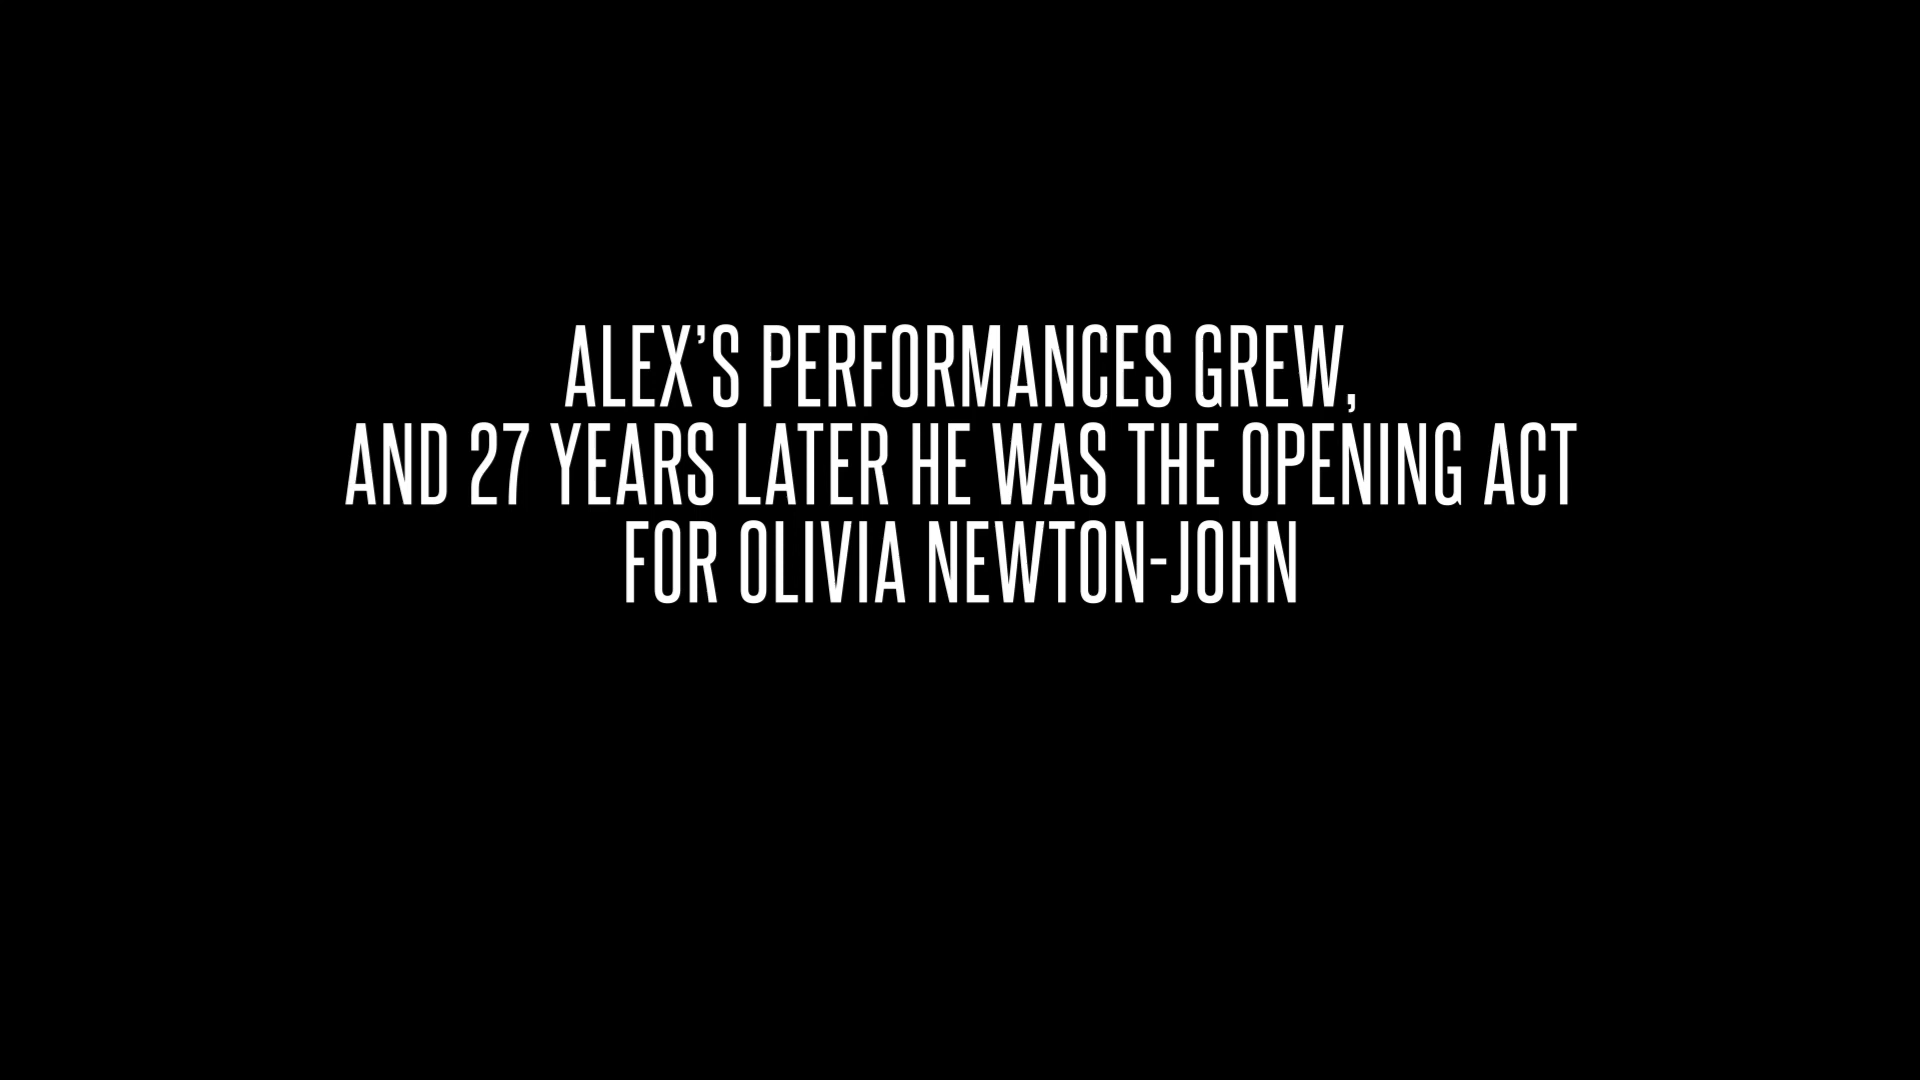 ALEX’S PERFORMANCES GREW,
AND 27 YEARS LATER HE WAS THE OPENING ACT
FOR OLIVIA NEWTON-JOHN